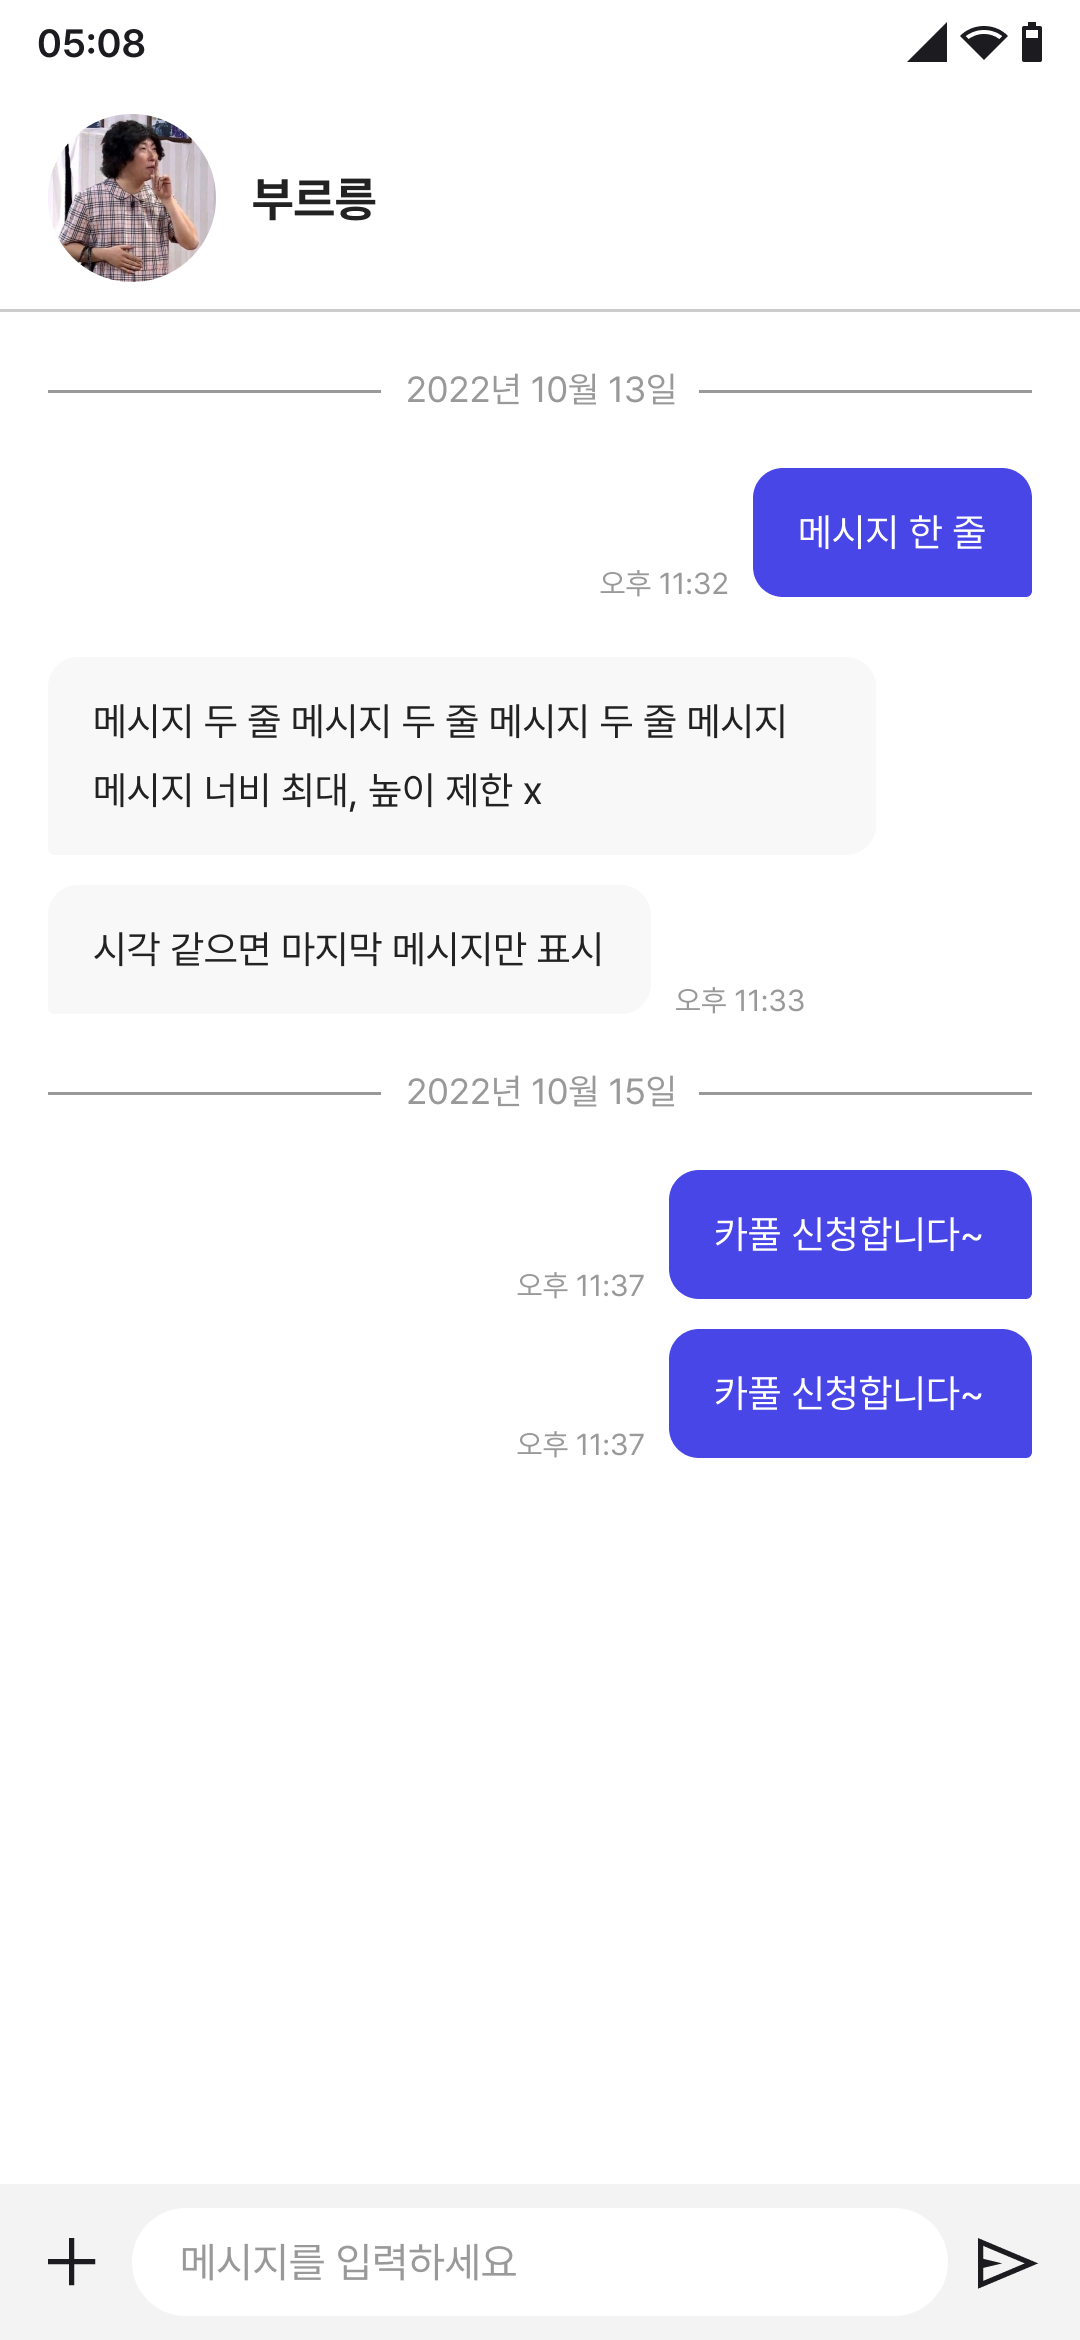 05:08
부르릉
2022년 10월 13일
메시지 한 줄
오후 11:32
메시지 두 줄 메시지 두 줄 메시지 두 줄 메시지
메시지 너비 최대, 높이 제한 x
시각 같으면 마지막 메시지만 표시
오후 11:33
2022년 10월 15일
카풀 신청합니다~
오후 11:37
카풀 신청합니다~
오후 11:37
메시지를 입력하세요